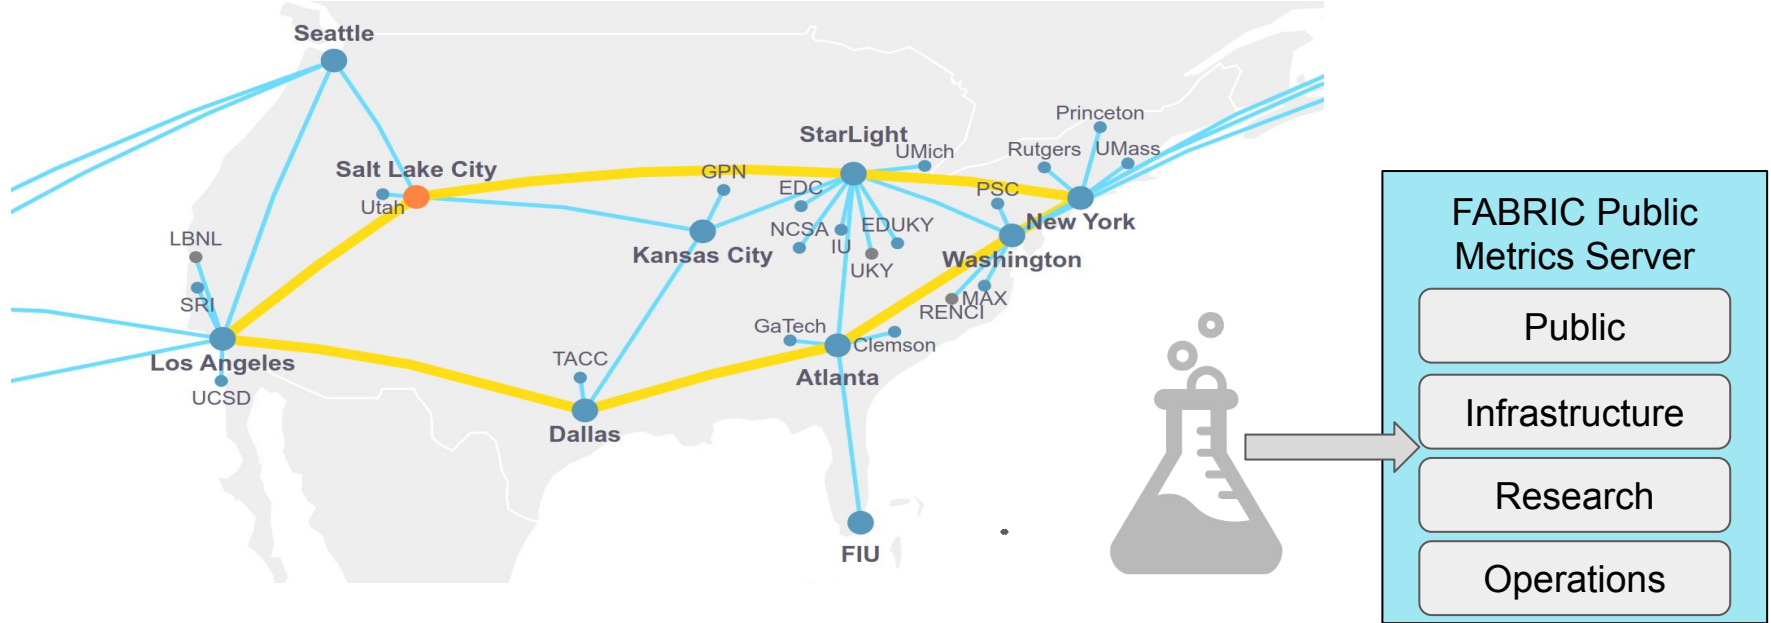 Seattle
Princeton
StarLight
UMich
Rutgers
UMass
Salt Lake City
GPN
EDC
PSC
Utah
New York
NCSA
EDUKY
IU
LBNL
Kansas City
Washington
UKY
SRI
MAX
RENCI
GaTech
Clemson
Los Angeles
TACC
Atlanta
UCSD
Dallas
FIU
FABRIC Public
Metrics Server
Public
Infrastructure
Research
Operations